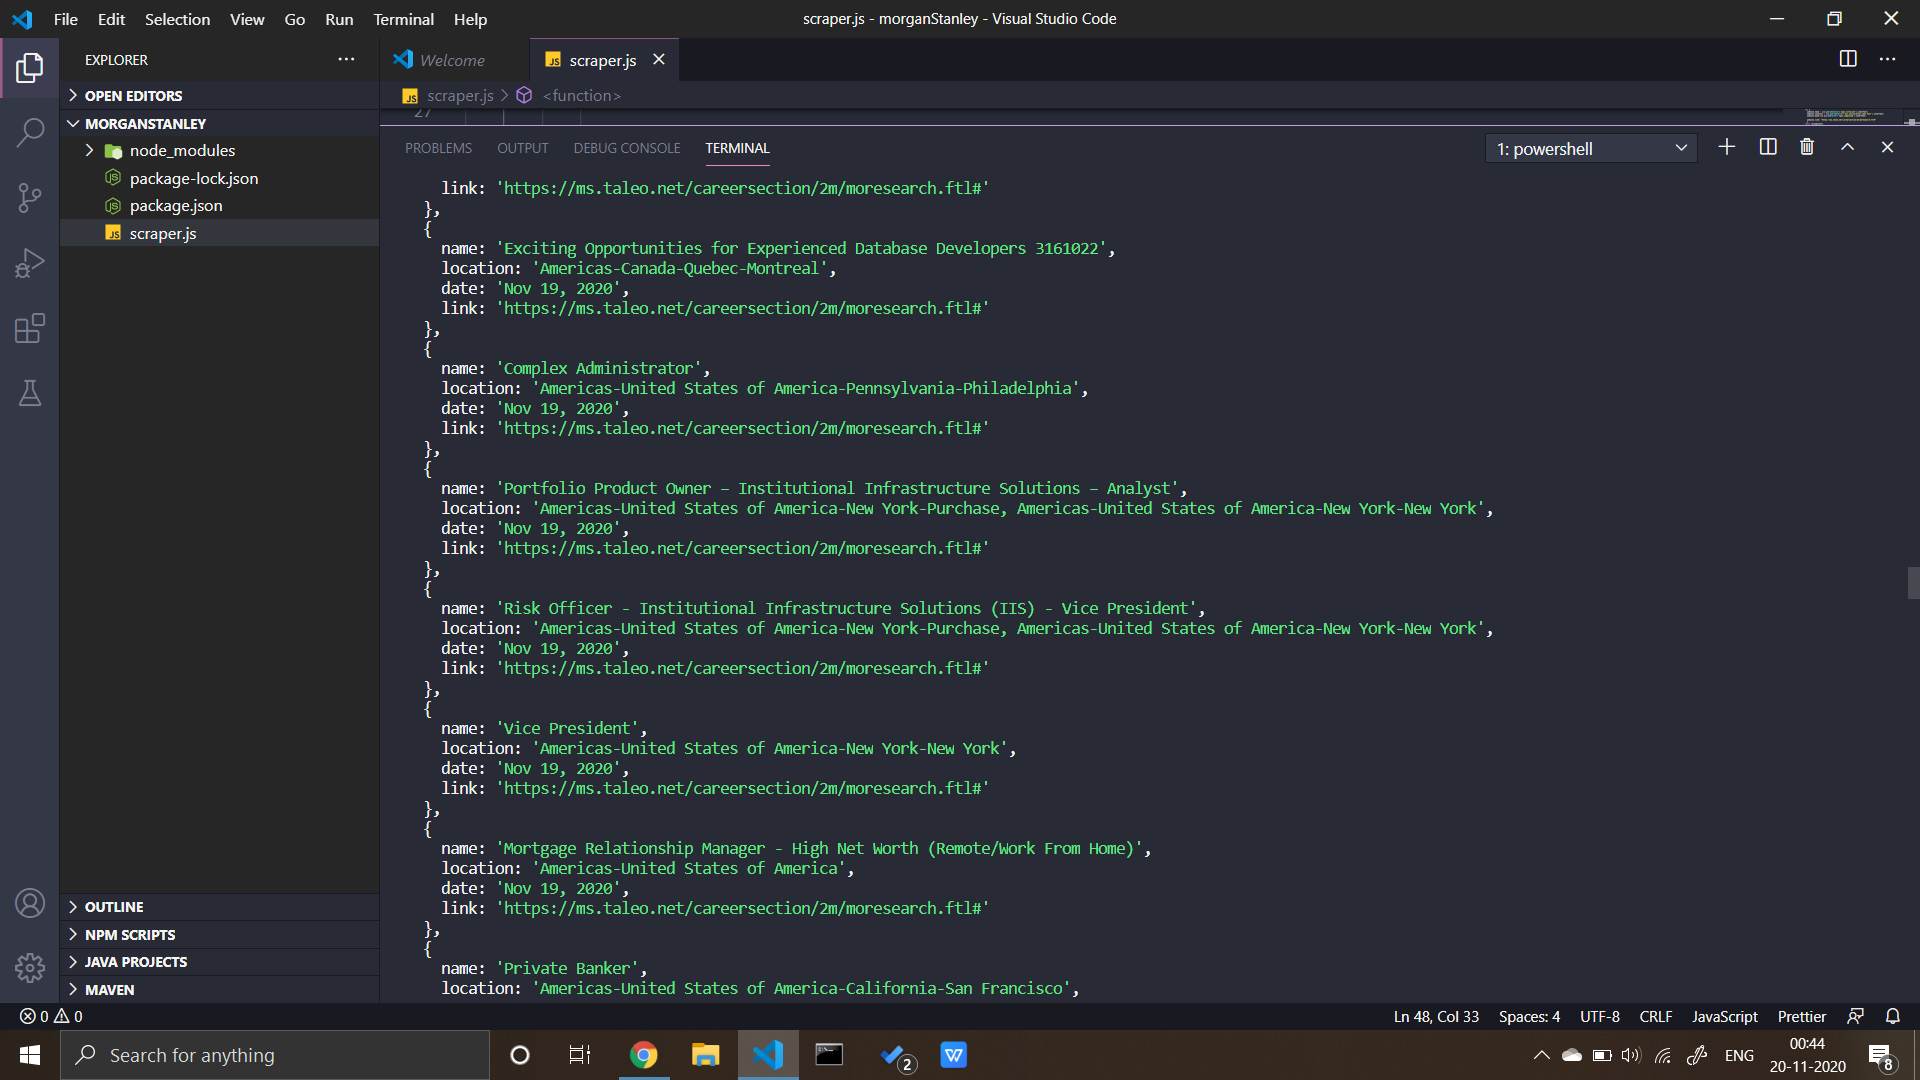 File Edit Selection View Go Run Terminal Help
scraper.js - morganStanley - Visual Studio Code
EXPLORER
Welcome
scraper.js
OPEN EDITORS
scraper.js > <function>
27
MORGANSTANLEY
node_modules
package-lock.json
package.json
scraper.js
PROBLEMS OUTPUT DEBUG CONSOLE TERMINAL
1: powershell
link: 'https://ms.taleo.net/careersection/2m/moresearch.ftl#'
},
{
name: 'Exciting Opportunities for Experienced Database Developers 3161022',
location: 'Americas-Canada-Quebec-Montreal',
date: 'Nov 19, 2020',
link: 'https://ms.taleo.net/careersection/2m/moresearch.ftl#'
},
{
name: 'Complex Administrator',
location: 'Americas-United States of America-Pennsylvania-Philadelphia',
date: 'Nov 19, 2020',
link: 'https://ms.taleo.net/careersection/2m/moresearch.ftl#'
},
{
name: 'Portfolio Product Owner – Institutional Infrastructure Solutions – Analyst',
location: 'Americas-United States of America-New York-Purchase, Americas-United States of America-New York-New York',
date: 'Nov 19, 2020',
link: 'https://ms.taleo.net/careersection/2m/moresearch.ftl#'
},
{
name: 'Risk Officer - Institutional Infrastructure Solutions (IIS) - Vice President',
location: 'Americas-United States of America-New York-Purchase, Americas-United States of America-New York-New York',
date: 'Nov 19, 2020',
link: 'https://ms.taleo.net/careersection/2m/moresearch.ftl#'
},
{
name: 'Vice President',
location: 'Americas-United States of America-New York-New York',
date: 'Nov 19, 2020',
link: 'https://ms.taleo.net/careersection/2m/moresearch.ftl#'
},
{
name: 'Mortgage Relationship Manager - High Net Worth (Remote/Work From Home)',
location: 'Americas-United States of America',
date: 'Nov 19, 2020',
link: 'https://ms.taleo.net/careersection/2m/moresearch.ftl#'
},
{
name: 'Private Banker',
location: 'Americas-United States of America-California-San Francisco',
OUTLINE
NPM SCRIPTS
JAVA PROJECTS
MAVEN
0 0
Ln 48, Col 33 Spaces: 4 UTF-8 CRLF JavaScript Prettier
Search for anything
2
W
ENG
00:44
20-11-2020
8